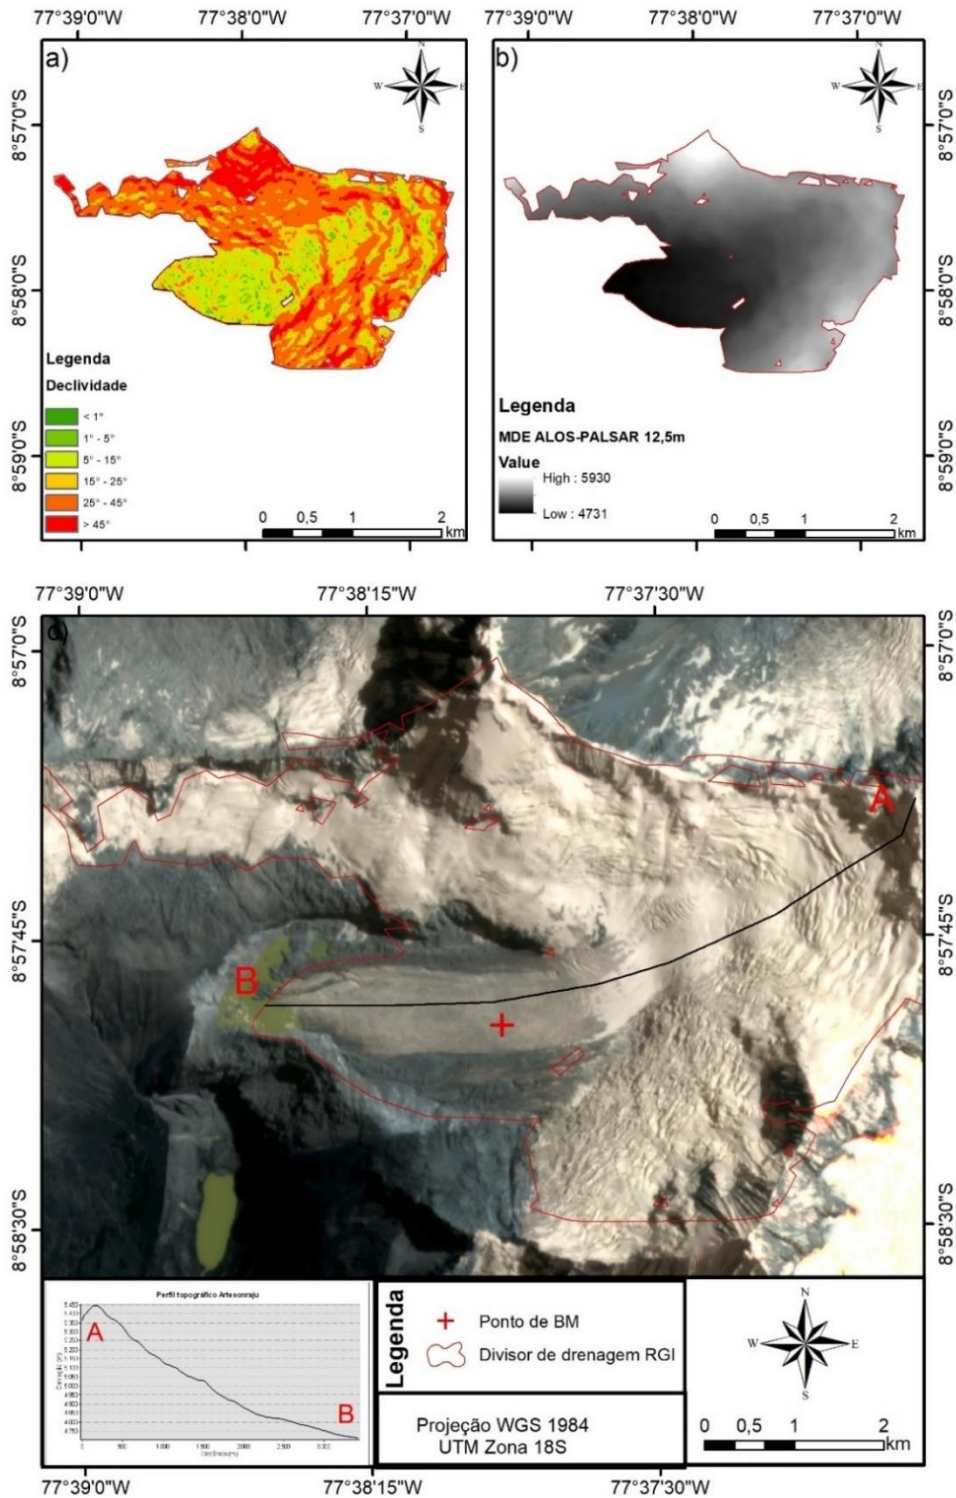 77°39'0"W 77°38'0"W 77°37'0"W 77°39'0"W 77°38'0"W 77°37'0"W
a)
N
W E
S
b)
N
W E
S
8°57'0"S
8°57'0"S
8°58'0"S
8°58'0"S
8°59'0"S
Legenda
Declividade
< 1°
1° - 5°
5° - 15°
15° - 25°
25° - 45°
> 45°
0 0,5 1 2
km
Legenda
MDE ALOS-PALSAR 12,5m
Value
High : 5930
Low : 4731
0 0,5 1 2
km
77°39'0"W 77°38'15"W 77°37'30"W
8°57'0"S 8°57'0"S
A
8°57'45"S 8°57'45"S
B
8°58'30"S 8°58'30"S
Perfil topográfico Artesonraju
A
B
Legenda
Ponto de BM
Divisor de drenagem RGI
Projeção WGS 1984
UTM Zona 18S
N
W E
S
0 0,5 1 2
km
77°39'0"W 77°38'15"W 77°37'30"W